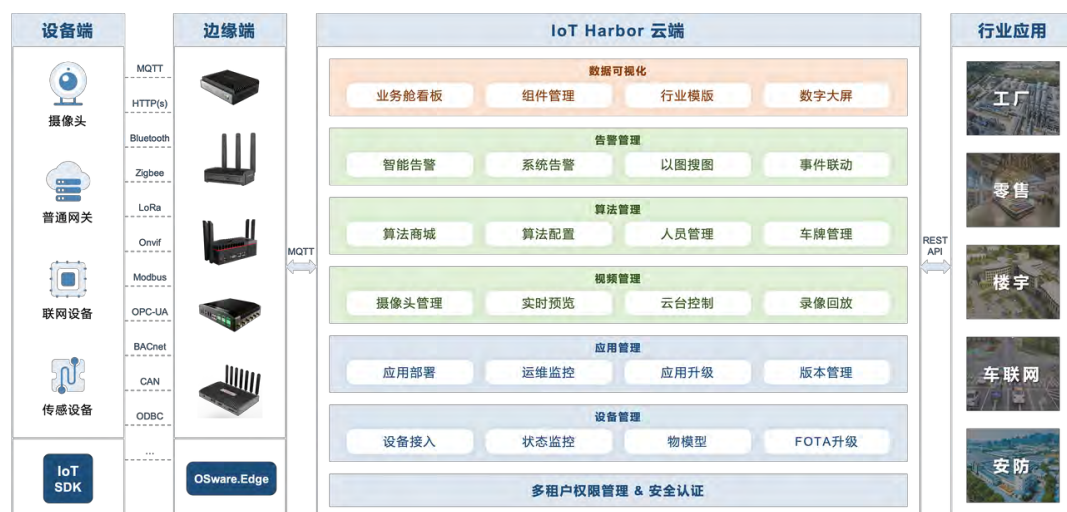 设备端
边缘端
IoT Harbor 云端
行业应用
摄像头
普通网关
联网设备
传感设备
IoT
SDK
MQTT
HTTP(s)
Bluetooth
Zigbee
LoRa
Onvif
Modbus
OPC-UA
BACnet
CAN
ODBC
...
OSware.Edge
MQTT
数据可视化
业务舱看板
组件管理
行业模版
数字大屏
告警管理
智能告警
系统告警
以图搜图
事件联动
算法管理
算法商城
算法配置
人员管理
车牌管理
视频管理
摄像头管理
实时预览
云台控制
录像回放
应用管理
应用部署
运维监控
应用升级
版本管理
设备管理
设备接入
状态监控
物模型
FOTA升级
多租户权限管理 & 安全认证
REST
API
工厂
零售
楼宇
车联网
安防